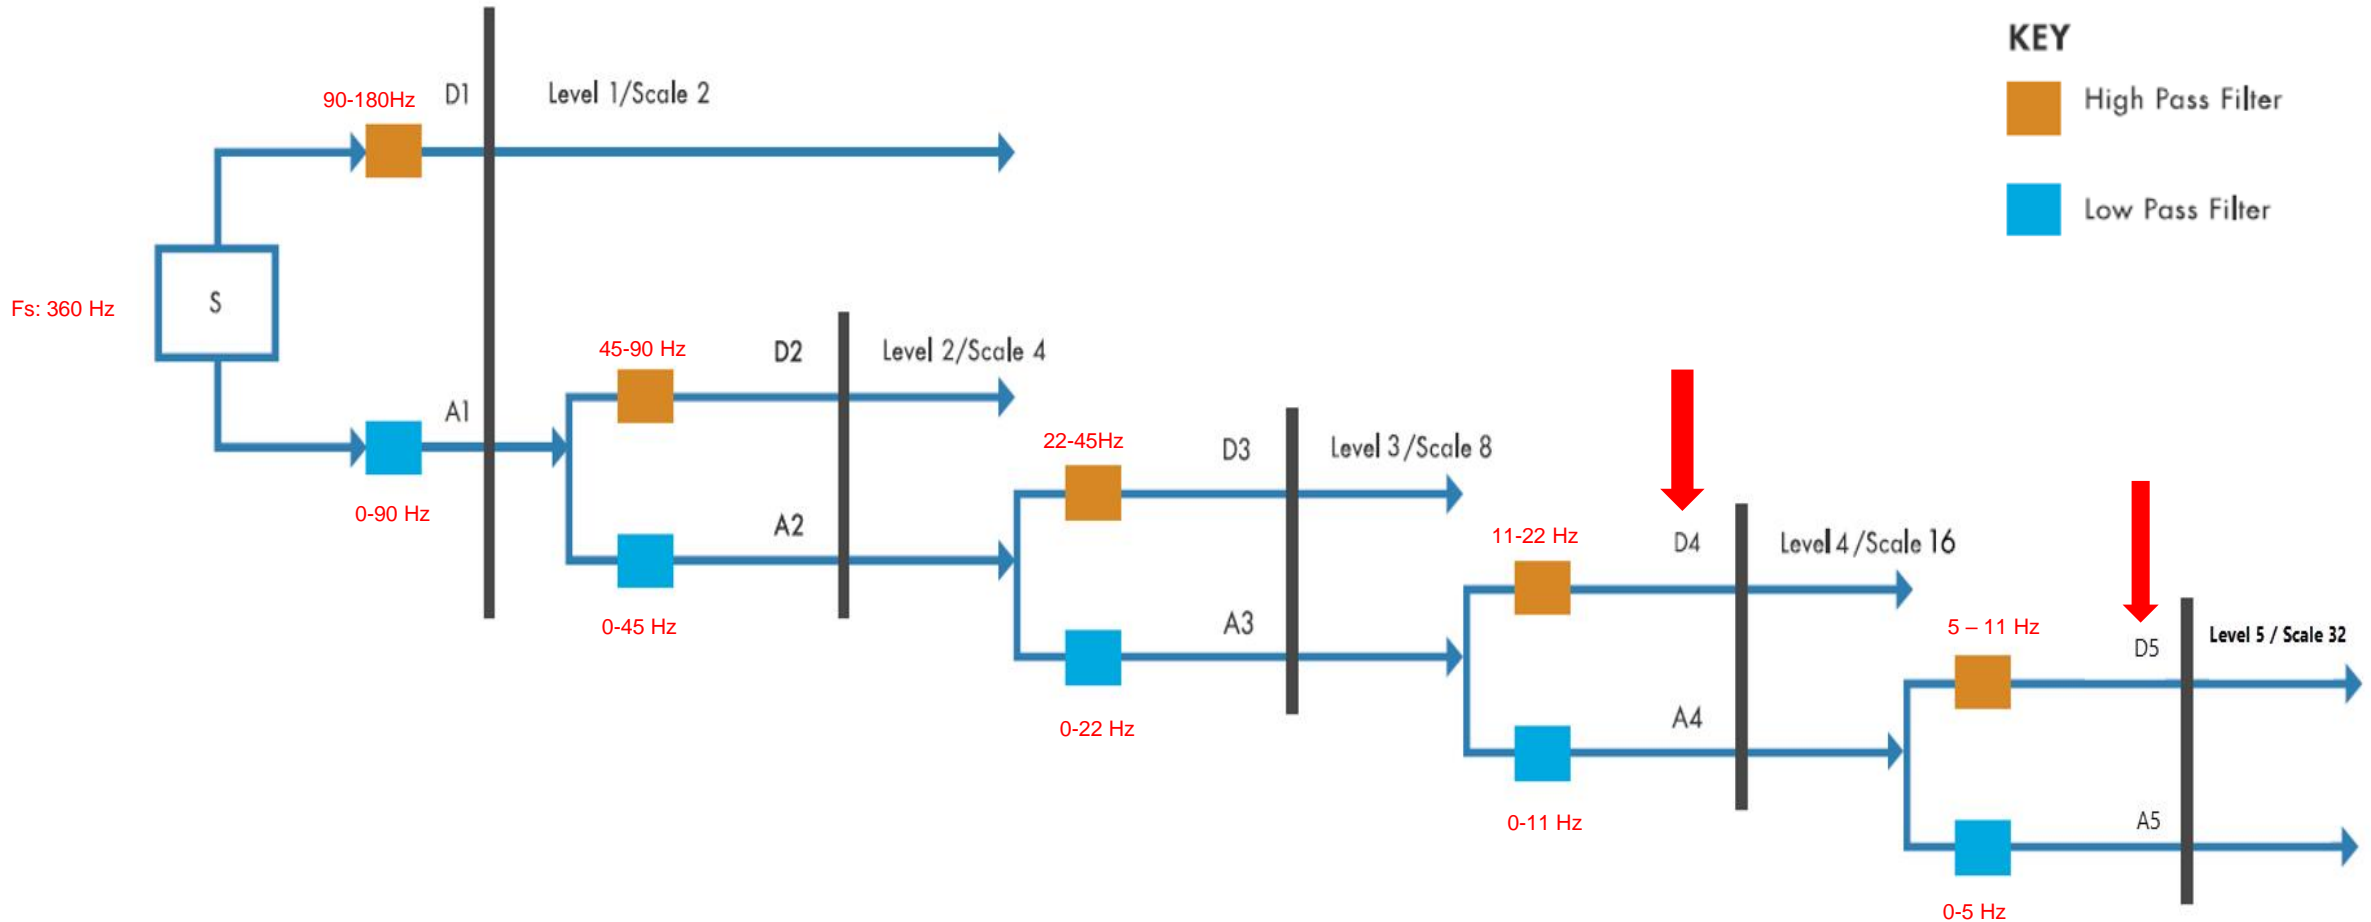 KEY
High Pass Filter
Low Pass Filter
90-180Hz
D1
Level 1/Scale 2
S
Fs: 360 Hz
A1
0-90 Hz
45-90 Hz
D2
Level 2/Scale 4
A2
0-45 Hz
22-45Hz
D3
Level 3/Scale 8
A3
0-22 Hz
11-22 Hz
D4
Level 4/Scale 16
A4
0-11 Hz
5 – 11 Hz
D5
Level 5 / Scale 32
A5
0-5 Hz